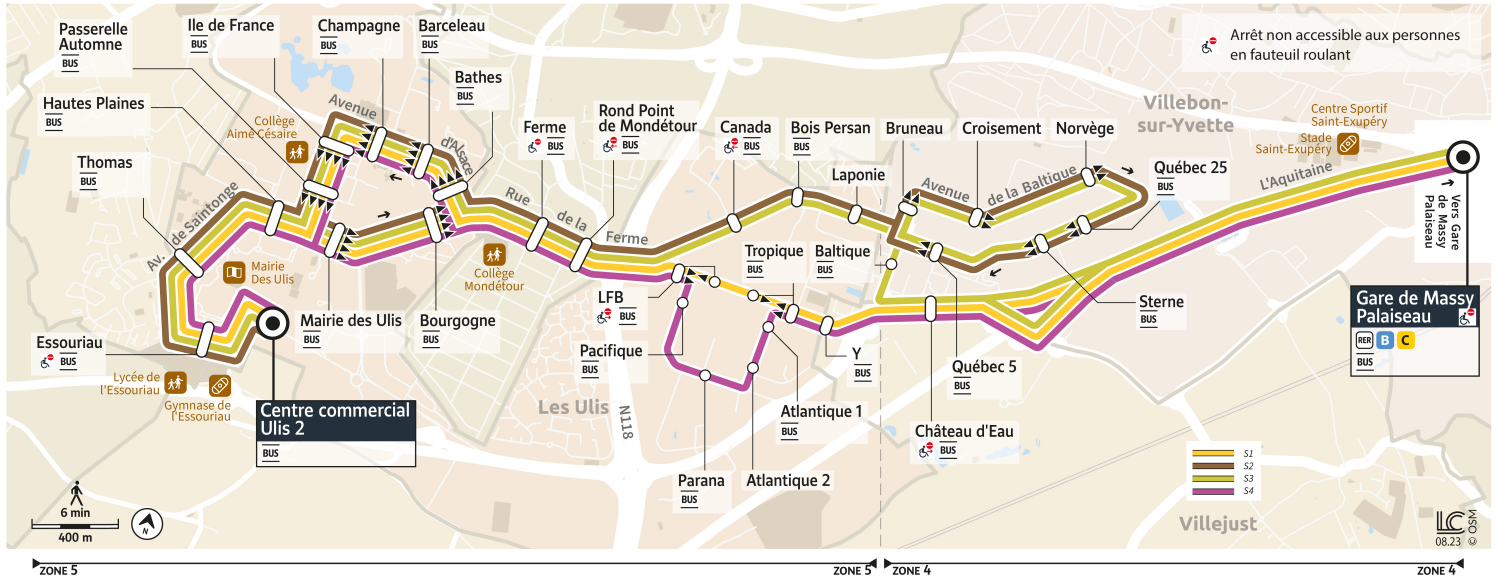 Passerelle
Automne
BUS
Ile de France
BUS
Champagne
BUS
Barceleau
BUS
Arrêt non accessible aux personnes
en fauteuil roulant
Bathes
BUS
Hautes Plaines
BUS
Avenue
d'Alsace
Collège
Aimé Césaire
Rond Point
de Mondétour
BUS
Ferme
BUS
Canada
BUS
Bois Persan
BUS
Bruneau
Croisement
Norvège
BUS
Villebon-
sur-Yvette
Centre Sportif
Saint-Exupéry
Stade
Saint-Exupéry
Thomas
BUS
Laponie
Québec 25
BUS
Avenue
de la Baltique
L'Aquitaine
Av. de Saintonge
Rue
de la
Ferme
Vers Gare
de Massy
Palaiseau
Mairie
Des Ulis
Collège
Mondétour
Tropique
BUS
Baltique
BUS
LFB
BUS
Sterne
BUS
Gare de Massy
Palaiseau
RER
B
C
BUS
Mairie des Ulis
BUS
Bourgogne
BUS
Essouriau
BUS
Pacifique
BUS
Y
BUS
Québec 5
BUS
Lycée de
l'Essouriau
Gymnase de
l'Essouriau
Centre commercial
Ulis 2
BUS
Les Ulis
N118
Atlantique 1
BUS
Château d'Eau
BUS
Parana
BUS
Atlantique 2
S1
S2
S3
S4
Villejust
6 min
400 m
N
LC
08.23
© OSM
ZONE 5
ZONE 5
ZONE 4
ZONE 4